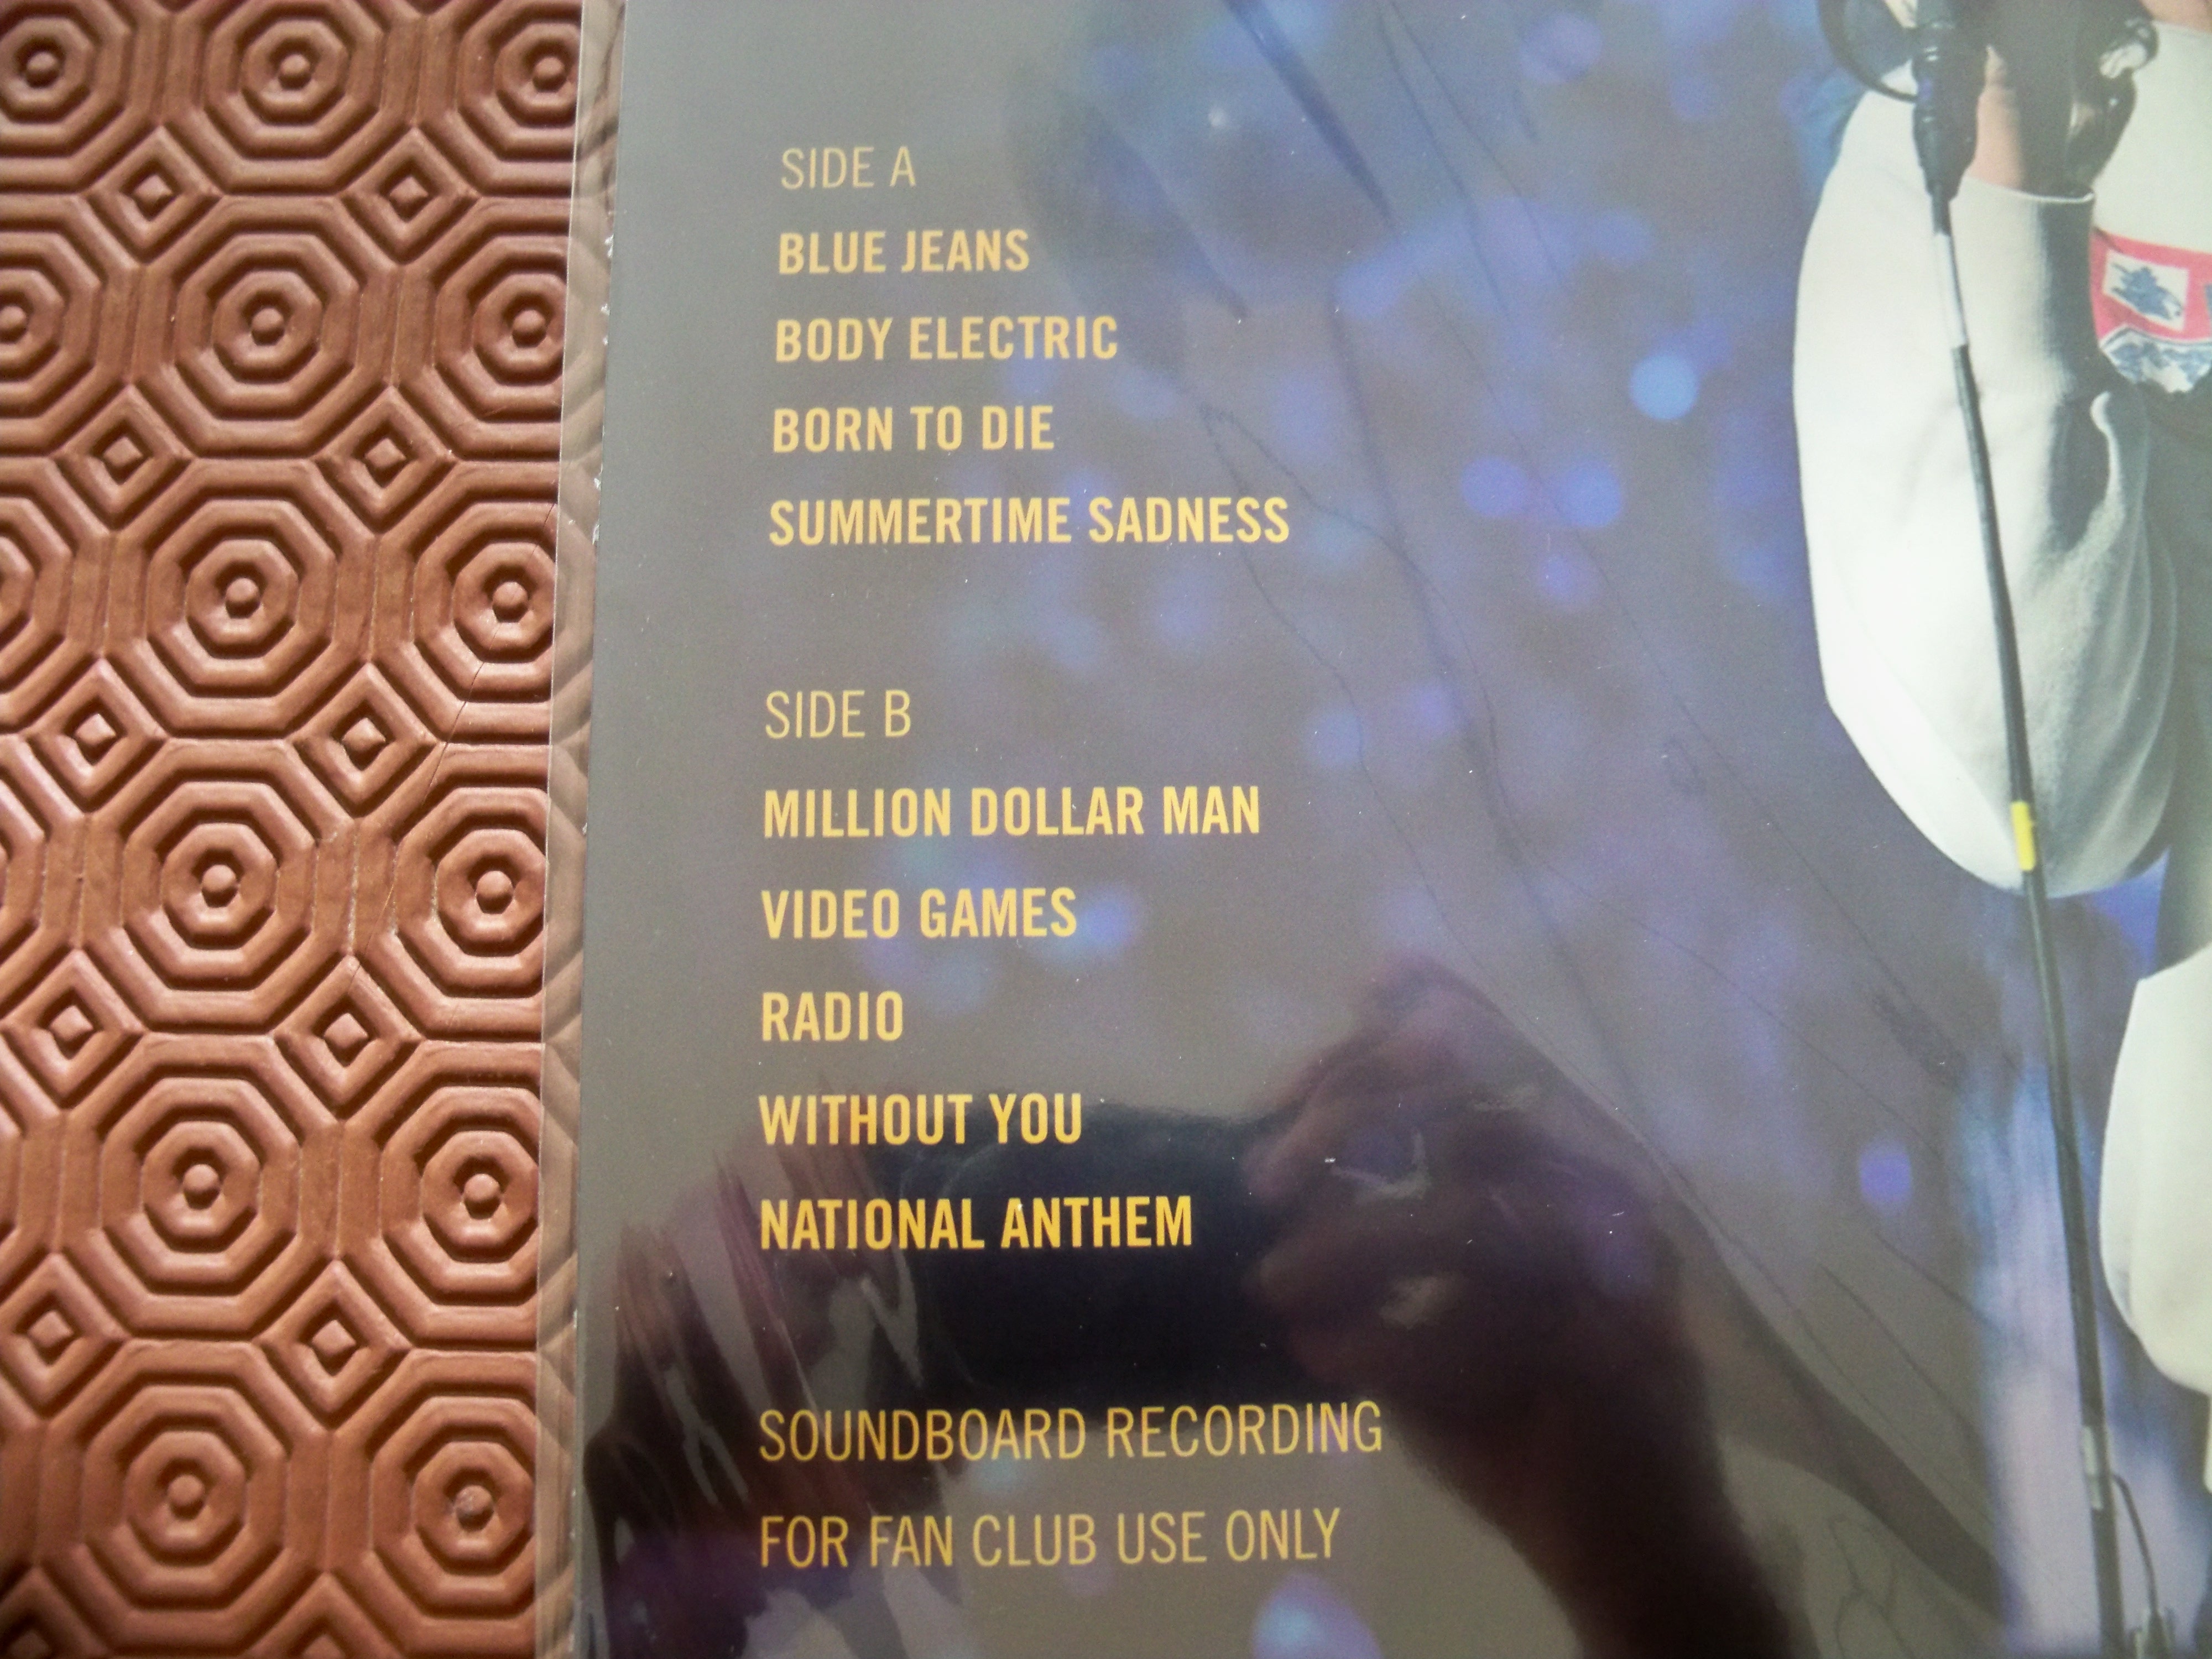 SIDE A
BLUE JEANS
BODY ELECTRIC
BORN TO DIE
SUMMERTIME SADNESS
SIDE B
MILLION DOLLAR MAN
VIDEO GAMES
RADIO
WITHOUT YOU
NATIONAL ANTHEM
SOUNDBOARD RECORDING
FOR FAN CLUB USE ONLY